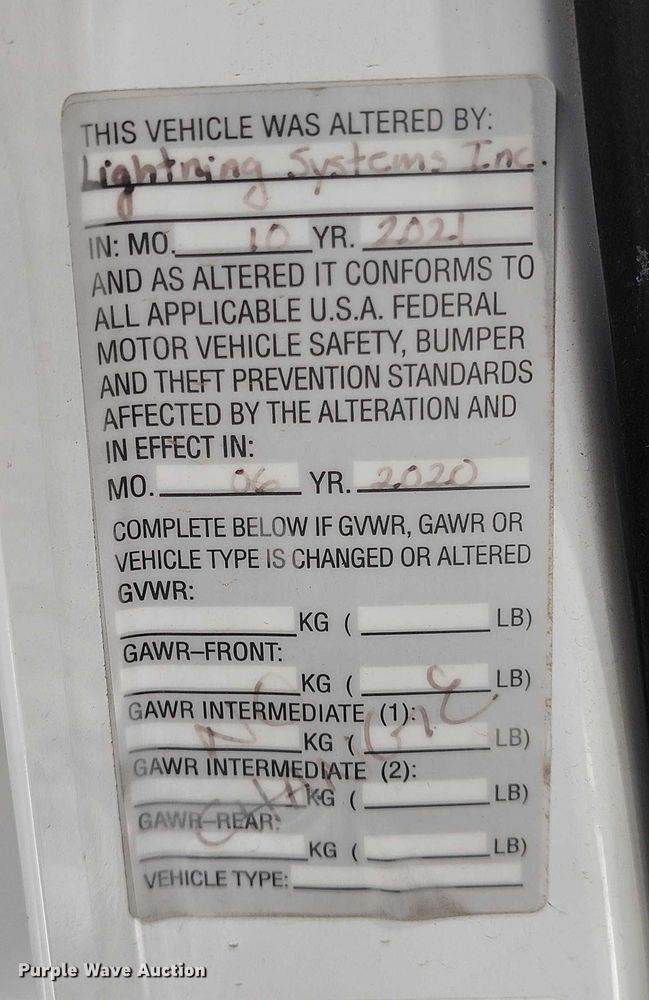 THIS VEHICLE WAS ALTERED BY:
Lightning Systems Inc.
IN: MO. 10 YR. 2021
AND AS ALTERED IT CONFORMS TO
ALL APPLICABLE U.S.A. FEDERAL
MOTOR VEHICLE SAFETY, BUMPER
AND THEFT PREVENTION STANDARDS
AFFECTED BY THE ALTERATION AND
IN EFFECT IN:
MO. 06 YR. 2020
COMPLETE BELOW IF GVWR, GAWR OR
VEHICLE TYPE IS CHANGED OR ALTERED
GVWR:
KG ( LB)
GAWR–FRONT:
KG ( LB)
GAWR INTERMEDIATE (1):
KG ( LB)
GAWR INTERMEDIATE (2):
KG ( LB)
GAWR–REAR:
KG ( LB)
VEHICLE TYPE:
NO
Purple Wave Auction